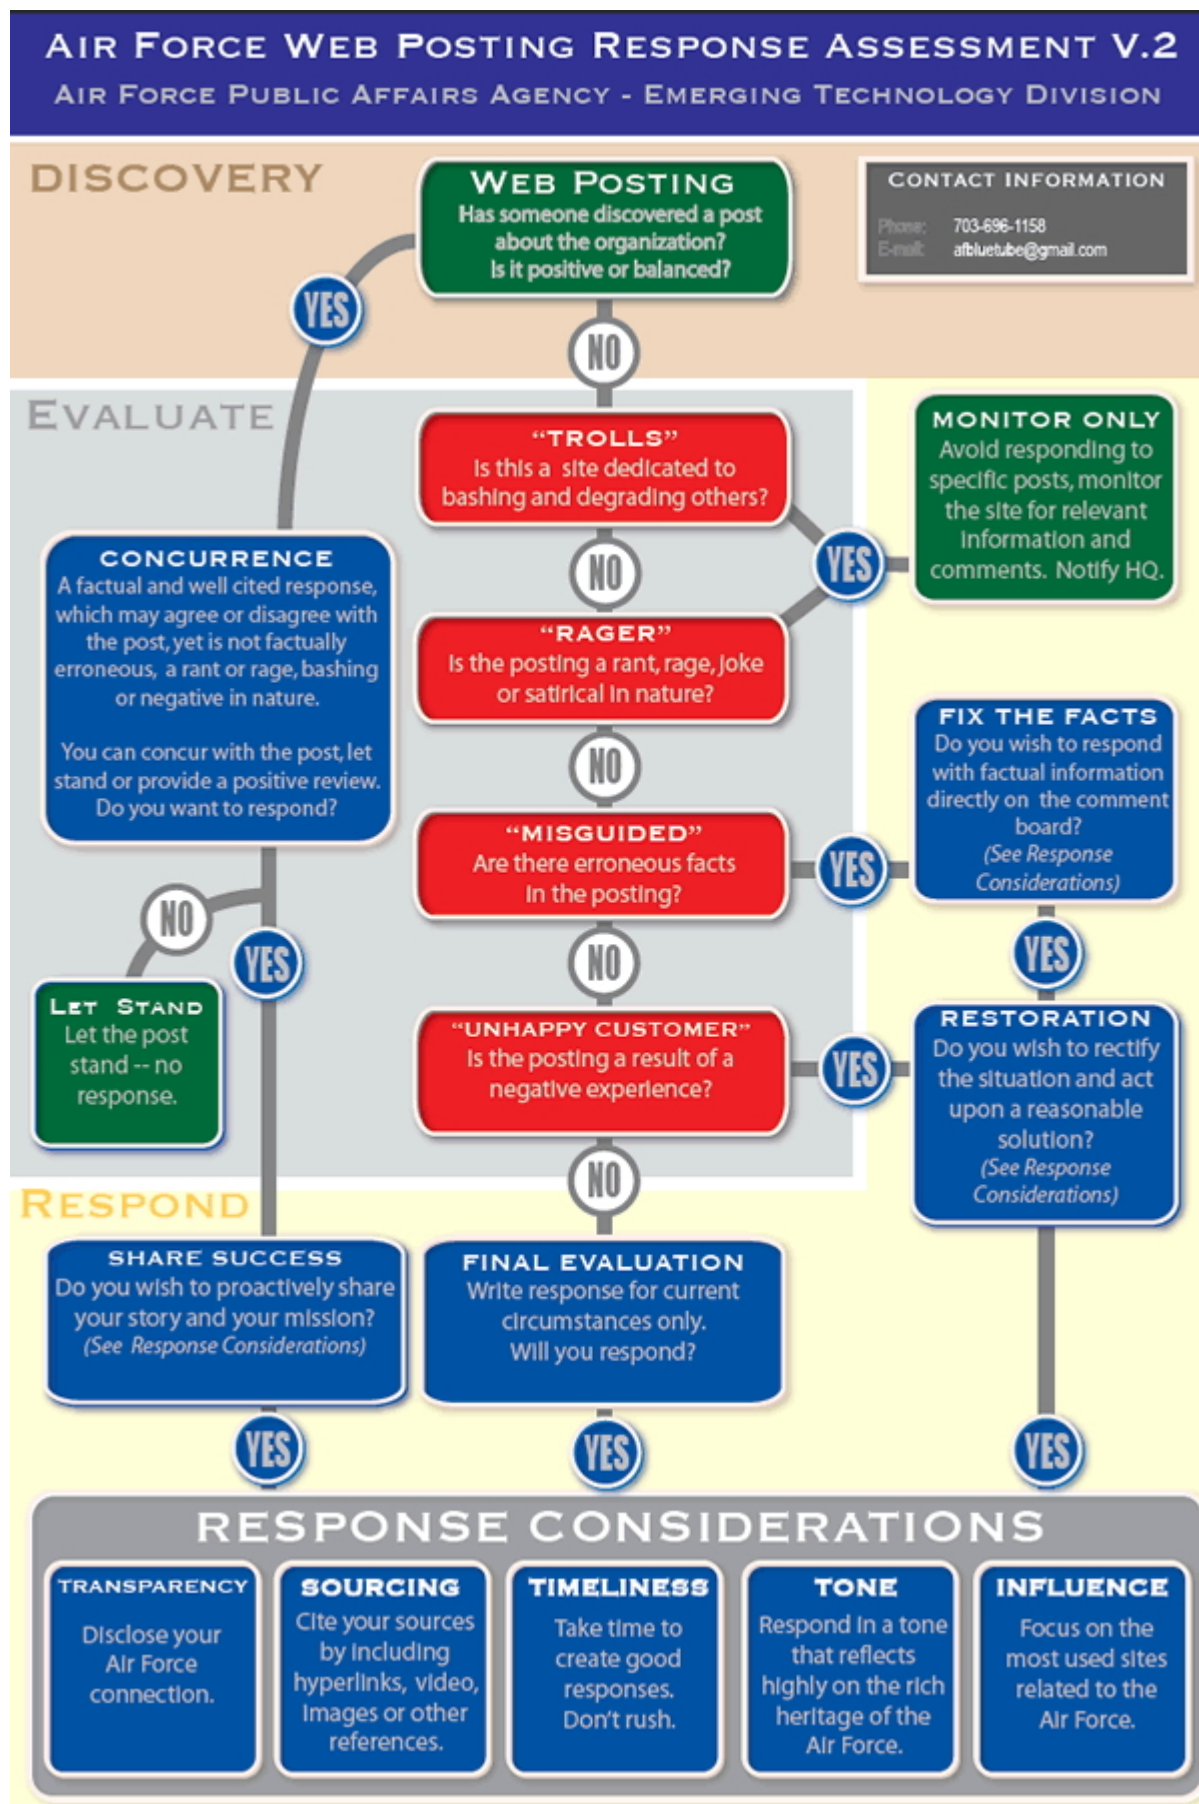 AIR FORCE WEB POSTING RESPONSE ASSESSMENT V.2
AIR FORCE PUBLIC AFFAIRS AGENCY - EMERGING TECHNOLOGY DIVISION
DISCOVERY
WEB POSTING
Has someone discovered a post
about the organization?
Is it positive or balanced?
CONTACT INFORMATION
Phone: 703-696-1158
E-mail: afbluetube@gmail.com
YES
NO
EVALUATE
"TROLLS"
Is this a site dedicated to
bashing and degrading others?
MONITOR ONLY
Avoid responding to
specific posts, monitor
the site for relevant
information and
comments. Notify HQ.
NO
YES
CONCURRENCE
A factual and well cited response,
which may agree or disagree with
the post, yet is not factually
erroneous, a rant or rage, bashing
or negative in nature.
You can concur with the post, let
stand or provide a positive review.
Do you want to respond?
"RAGER"
Is the posting a rant, rage, joke
or satirical in nature?
NO
FIX THE FACTS
Do you wish to respond
with factual information
directly on the comment
board?
(See Response
Considerations)
"MISGUIDED"
Are there erroneous facts
in the posting?
YES
NO
YES
NO
YES
LET STAND
Let the post
stand -- no
response.
"UNHAPPY CUSTOMER"
Is the posting a result of a
negative experience?
YES
RESTORATION
Do you wish to rectify
the situation and act
upon a reasonable
solution?
(See Response
Considerations)
NO
RESPOND
SHARE SUCCESS
Do you wish to proactively share
your story and your mission?
(See Response Considerations)
FINAL EVALUATION
Write response for current
circumstances only.
Will you respond?
YES
YES
YES
RESPONSE CONSIDERATIONS
TRANSPARENCY
Disclose your
Air Force
connection.
SOURCING
Cite your sources
by including
hyperlinks, video,
images or other
references.
TIMELINESS
Take time to
create good
responses.
Don't rush.
TONE
Respond in a tone
that reflects
highly on the rich
heritage of the
Air Force.
INFLUENCE
Focus on the
most used sites
related to the
Air Force.